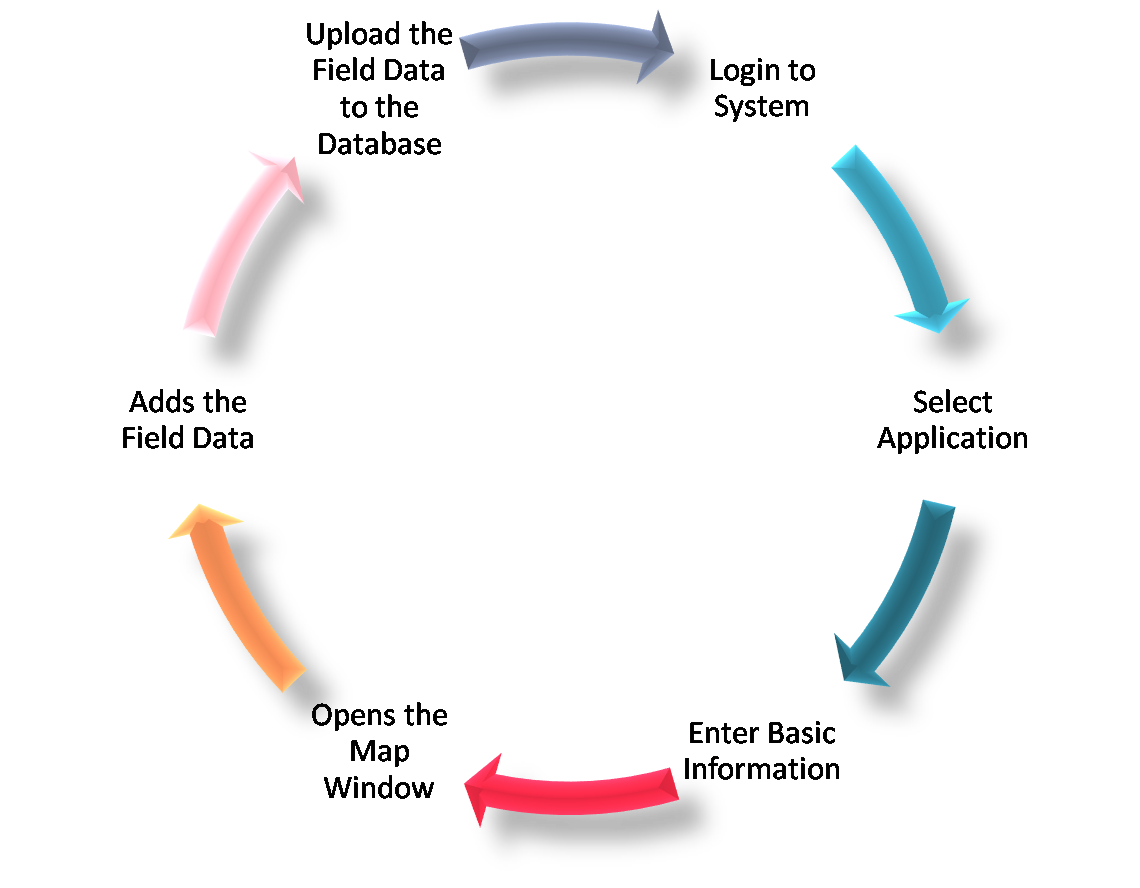 Upload the
Field Data
to the
Database
Login to
System
Select
Application
Enter Basic
Information
Opens the
Map
Window
Adds the
Field Data